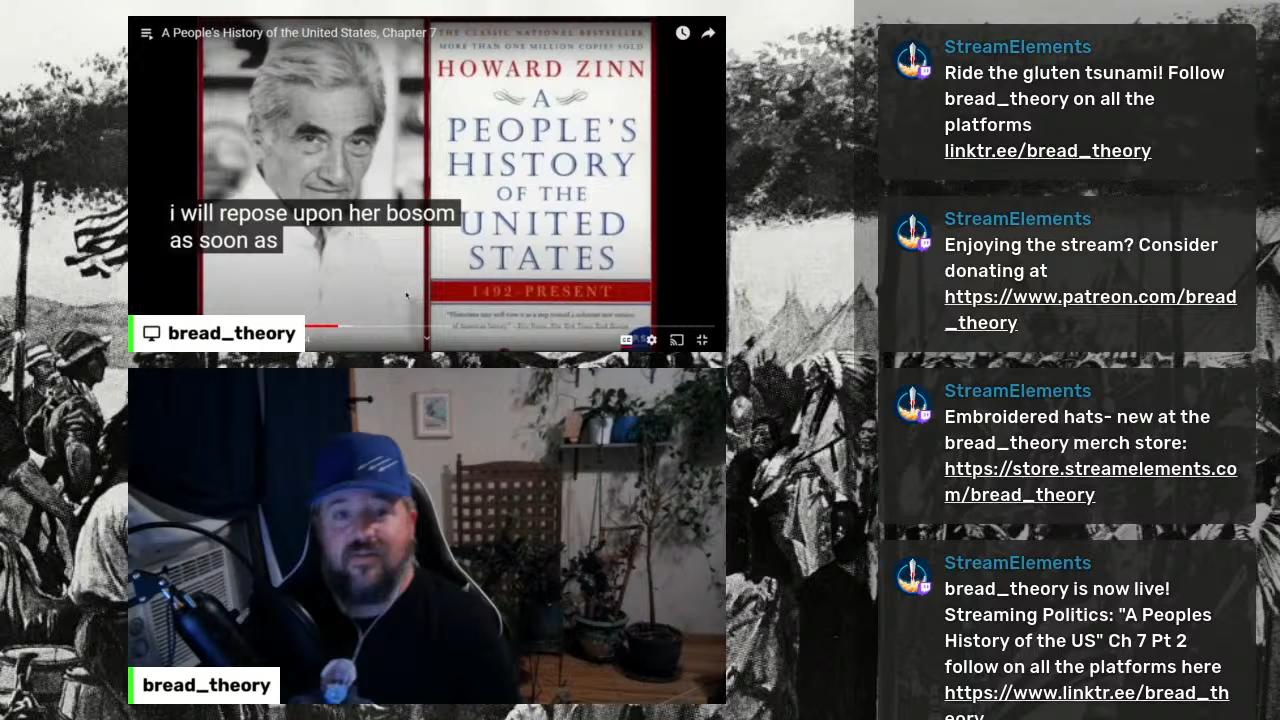 A People's History of the United States, Chapter 7
THE CLASSIC NATIONAL BESTSELLER
MORE THAN ONE MILLION COPIES SOLD
HOWARD ZINN
A
PEOPLE'S
HISTORY
OF THE
UNITED
STATES
1492–PRESENT
i will repose upon her bosom
as soon as
bread_theory
bread_theory
StreamElements
Ride the gluten tsunami! Follow
bread_theory on all the
platforms
linktr.ee/bread_theory
StreamElements
Enjoying the stream? Consider
donating at
https://www.patreon.com/bread
_theory
StreamElements
Embroidered hats- new at the
bread_theory merch store:
https://store.streamelements.co
m/bread_theory
StreamElements
bread_theory is now live!
Streaming Politics: "A Peoples
History of the US" Ch 7 Pt 2
follow on all the platforms here
https://www.linktr.ee/bread_th
eory